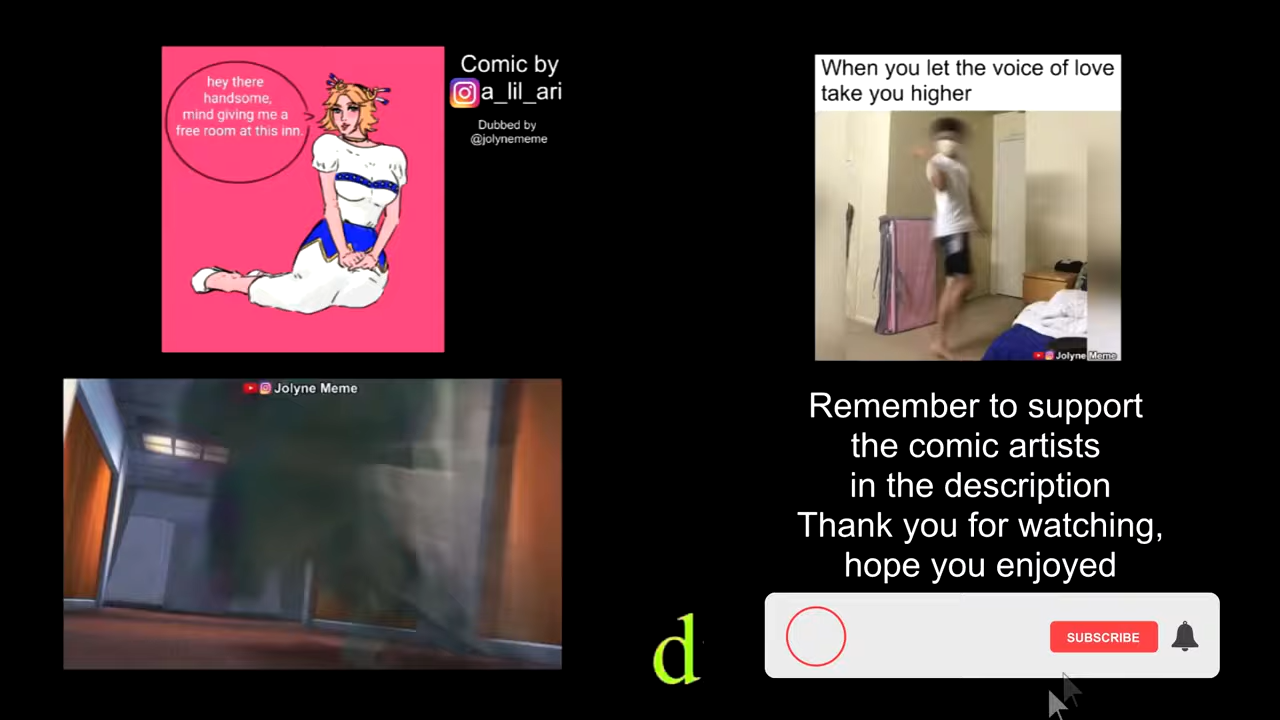 hey there
handsome,
mind giving me a
free room at this inn.
Comic by
a_lil_ari
Dubbed by
@jolynememe
When you let the voice of love
take you higher
Jolyne Meme
Jolyne Meme
Remember to support
the comic artists
in the description
Thank you for watching,
hope you enjoyed
d
SUBSCRIBE